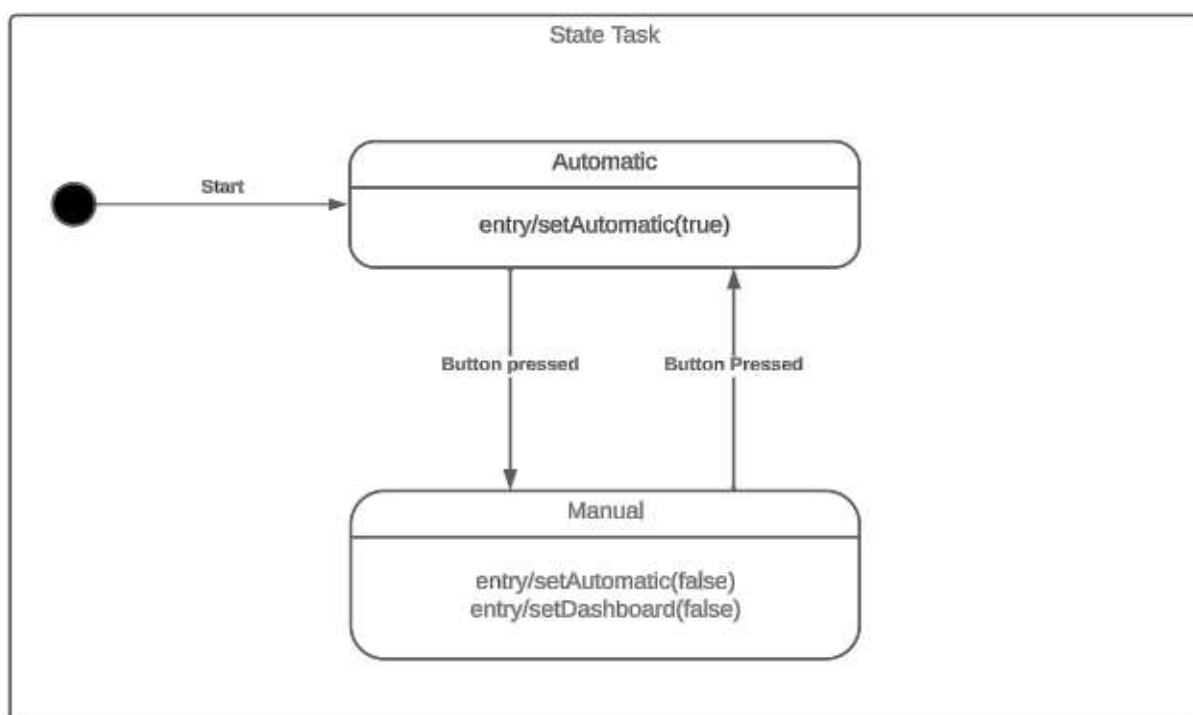 State Task
Automatic
Start
entry/setAutomatic(true)
Button pressed
Button Pressed
Manual
entry/setAutomatic(false)
entry/setDashboard(false)